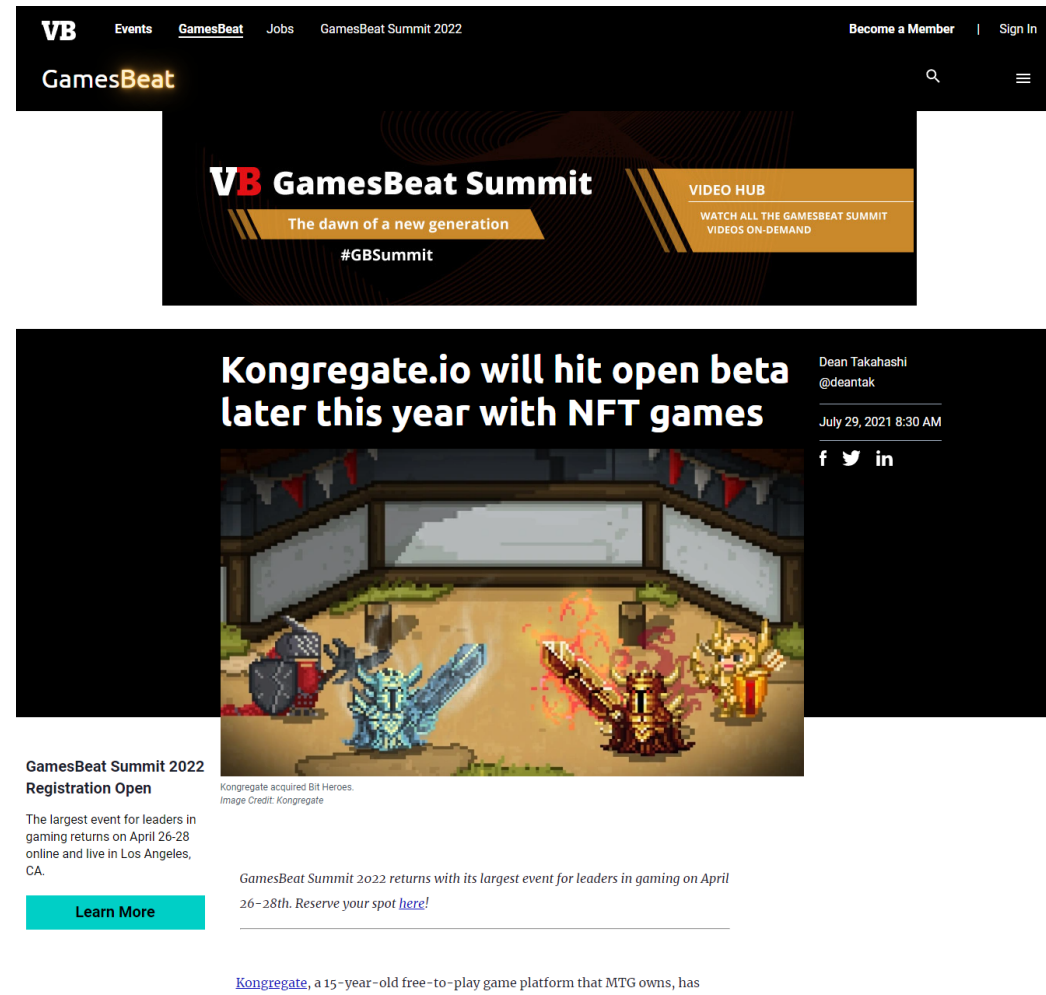 VB Events GamesBeat Jobs GamesBeat Summit 2022 Become a Member | Sign In
GamesBeat
VB GamesBeat Summit
The dawn of a new generation
#GBSummit
VIDEO HUB
WATCH ALL THE GAMESBEAT SUMMIT
VIDEOS ON-DEMAND
Kongregate.io will hit open beta
later this year with NFT games
Dean Takahashi
@deantak
July 29, 2021 8:30 AM
f in
Kongregate acquired Bit Heroes.
Image Credit: Kongregate
GamesBeat Summit 2022
Registration Open
The largest event for leaders in
gaming returns on April 26-28
online and live in Los Angeles,
CA.
Learn More
GamesBeat Summit 2022 returns with its largest event for leaders in gaming on April
26-28th. Reserve your spot here!
Kongregate, a 15-year-old free-to-play game platform that MTG owns, has